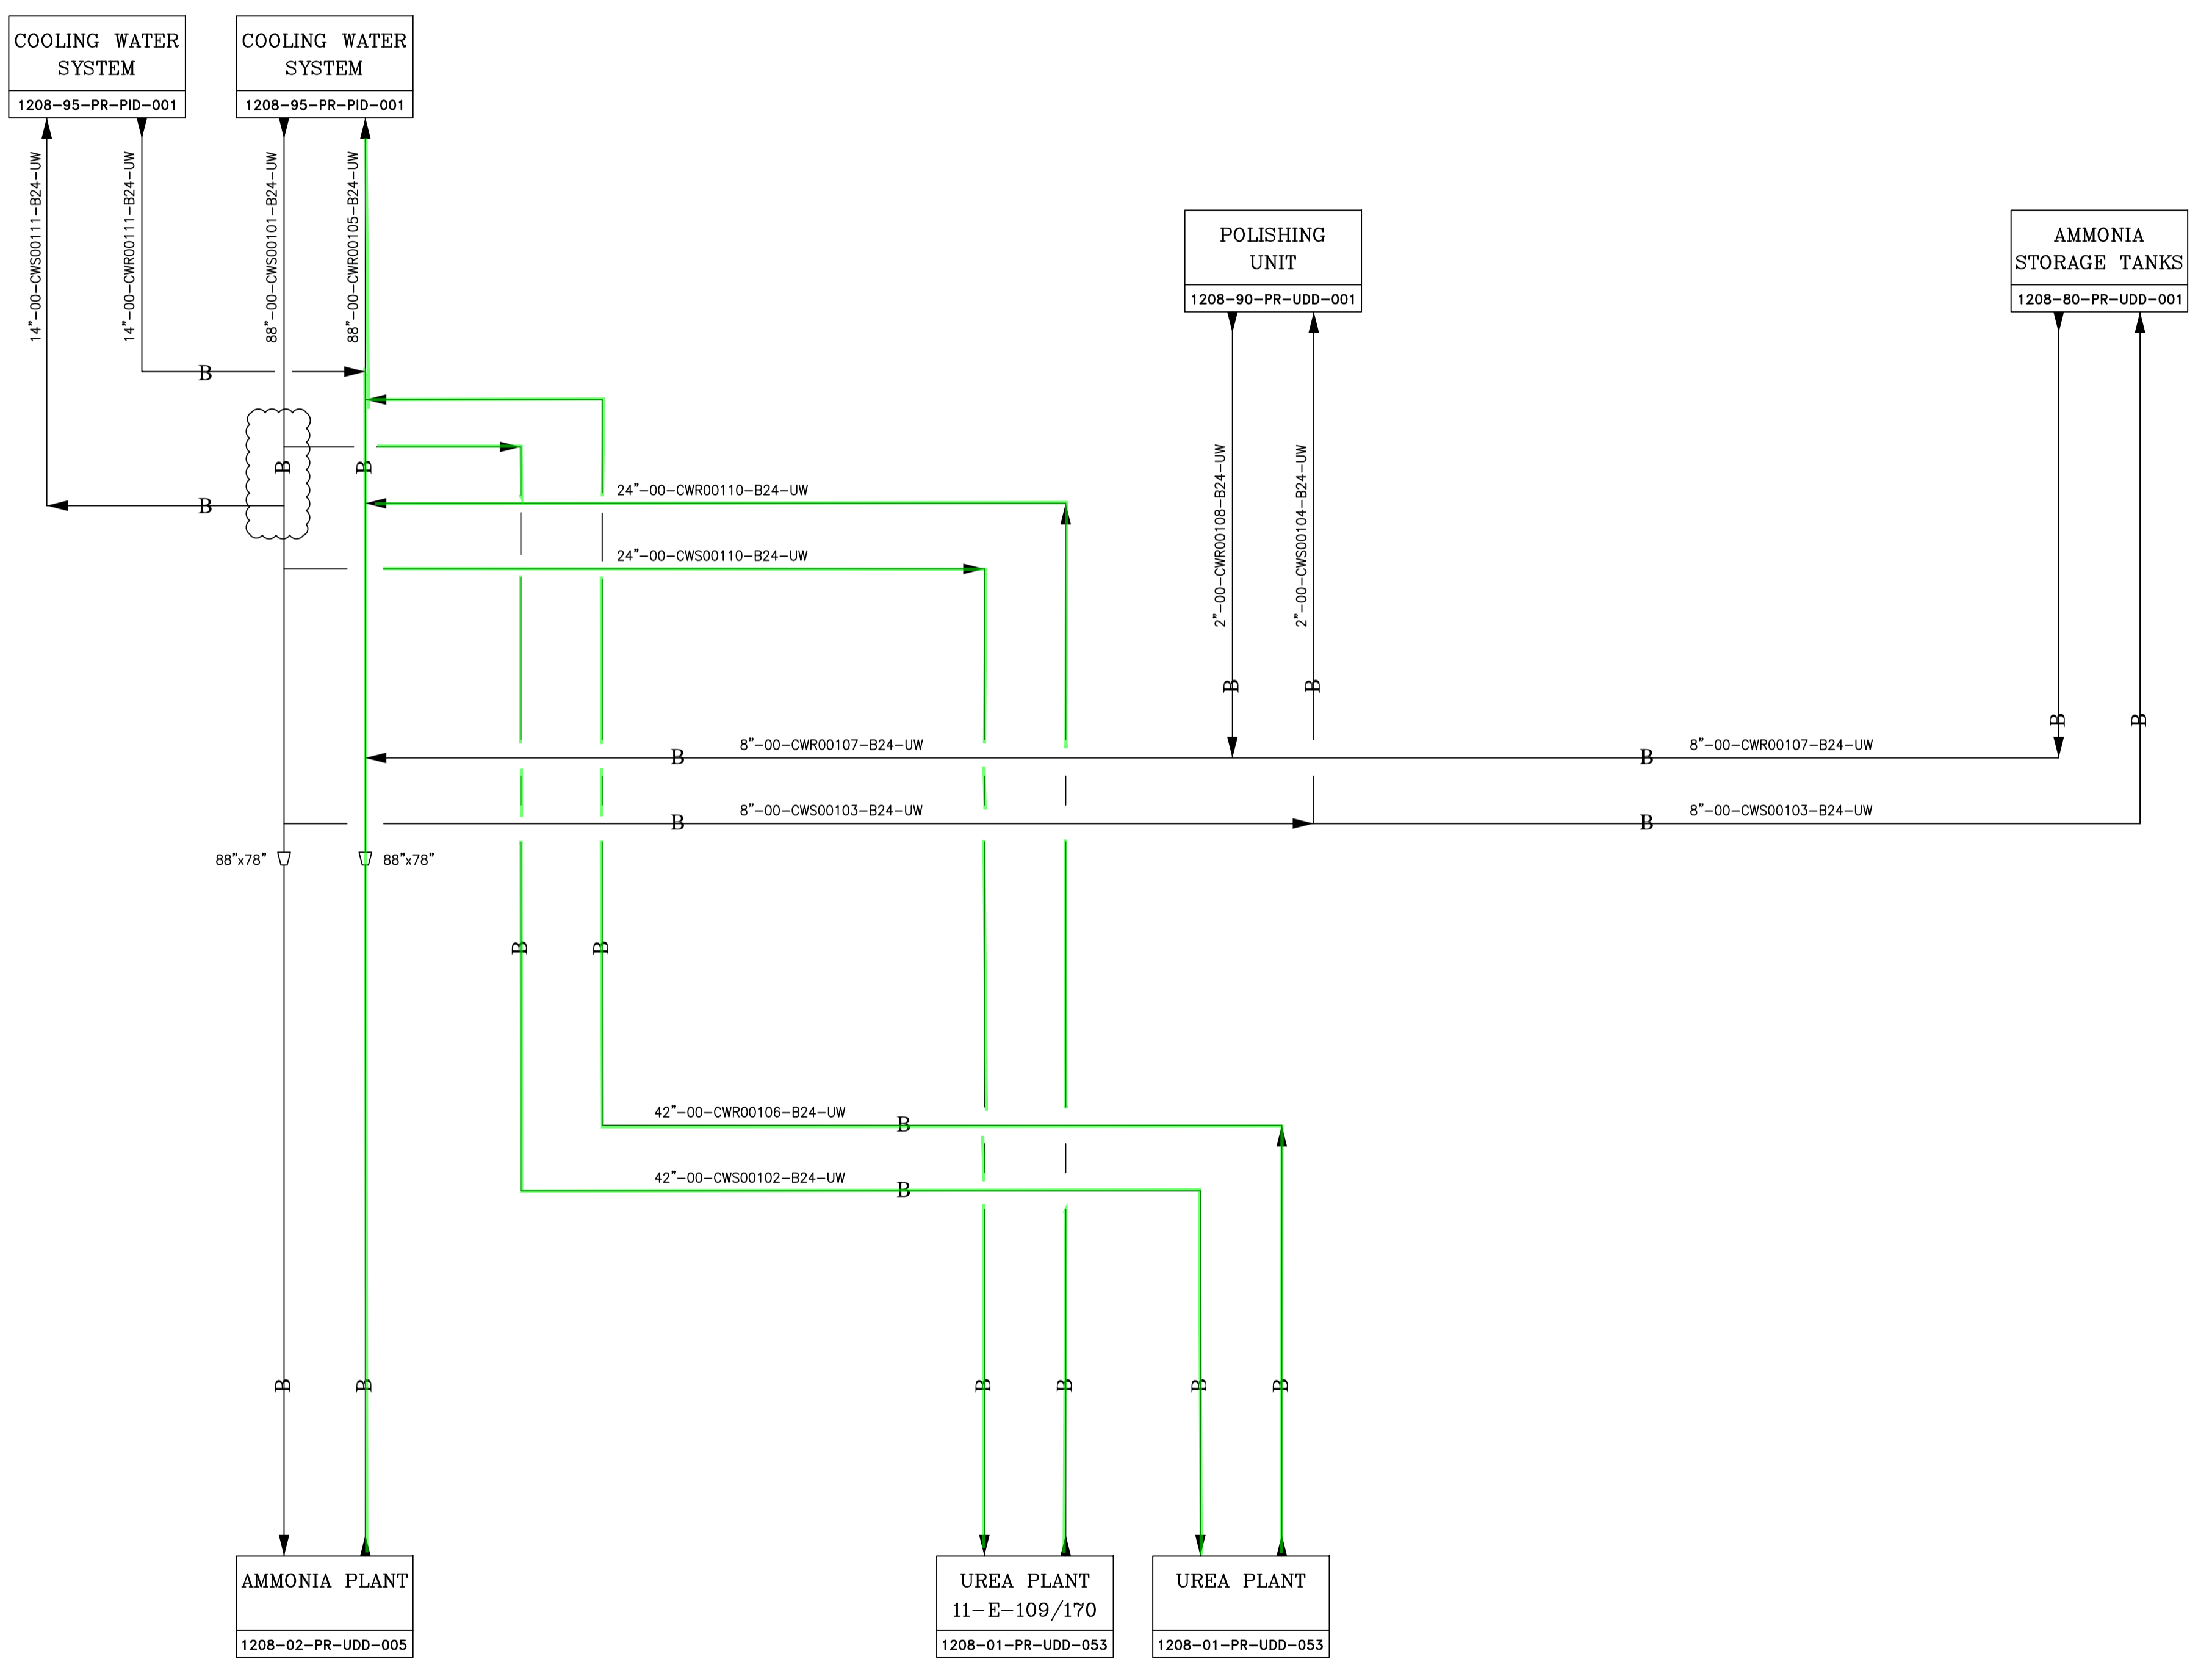 COOLING WATER
SYSTEM
1208-95-PR-PID-001
COOLING WATER
SYSTEM
1208-95-PR-PID-001
14"-00-CWS00111-B24-UW
14"-00-CWR00111-B24-UW
88"-00-CWS00101-B24-UW
88"-00-CWR00105-B24-UW
POLISHING
UNIT
1208-90-PR-UDD-001
AMMONIA
STORAGE TANKS
1208-80-PR-UDD-001
B
B
B
B
24"-00-CWR00110-B24-UW
24"-00-CWS00110-B24-UW
2"-00-CWR00108-B24-UW
2"-00-CWS00104-B24-UW
B
B
B
B
8"-00-CWR00107-B24-UW
B
8"-00-CWR00107-B24-UW
B
8"-00-CWS00103-B24-UW
B
8"-00-CWS00103-B24-UW
B
88"x78"
88"x78"
B
B
42"-00-CWR00106-B24-UW
B
42"-00-CWS00102-B24-UW
B
B
B
B
B
B
B
AMMONIA PLANT
1208-02-PR-UDD-005
UREA PLANT
11-E-109/170
1208-01-PR-UDD-053
UREA PLANT
1208-01-PR-UDD-053